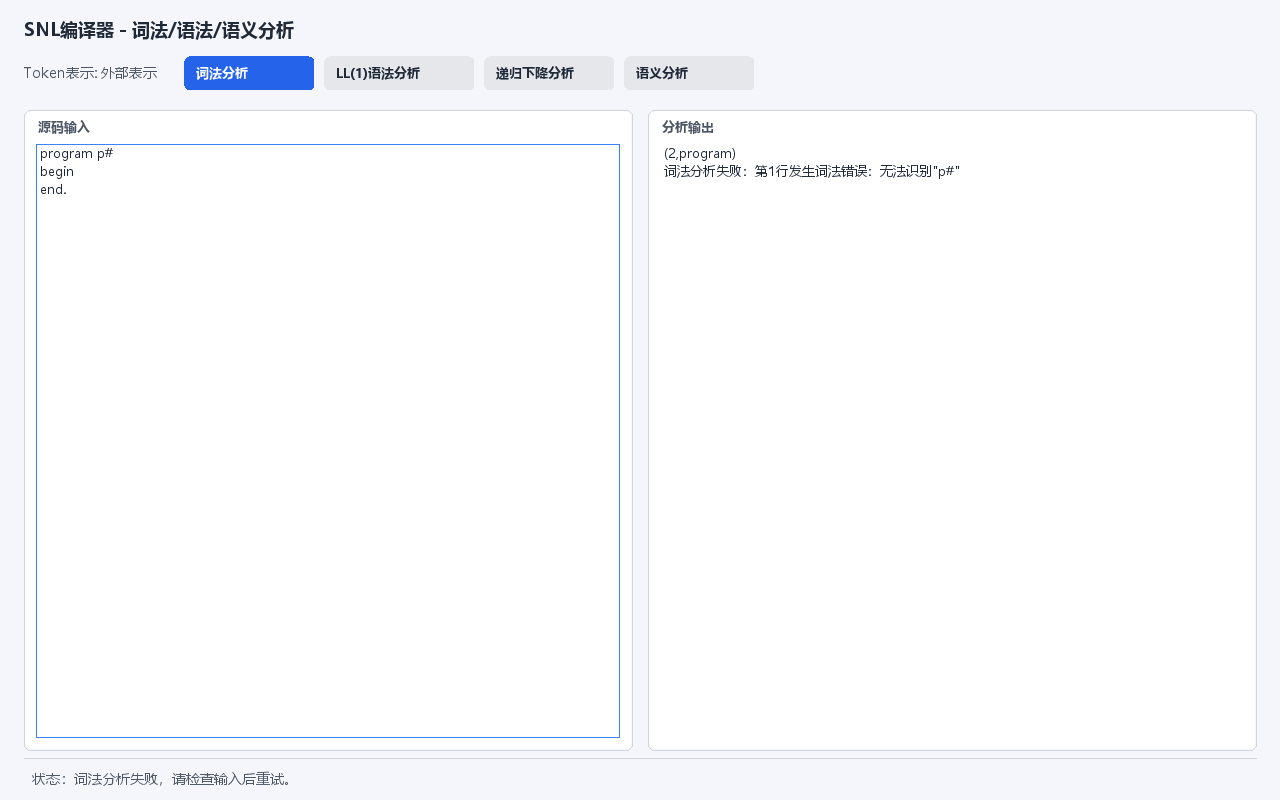 SNL编译器 - 词法/语法/语义分析
Token表示: 外部表示 词法分析 LL(1)语法分析 递归下降分析 语义分析
源码输入
program p#
begin
end.
分析输出
(2,program)
词法分析失败：第1行发生词法错误：无法识别"p#"
状态：词法分析失败，请检查输入后重试。